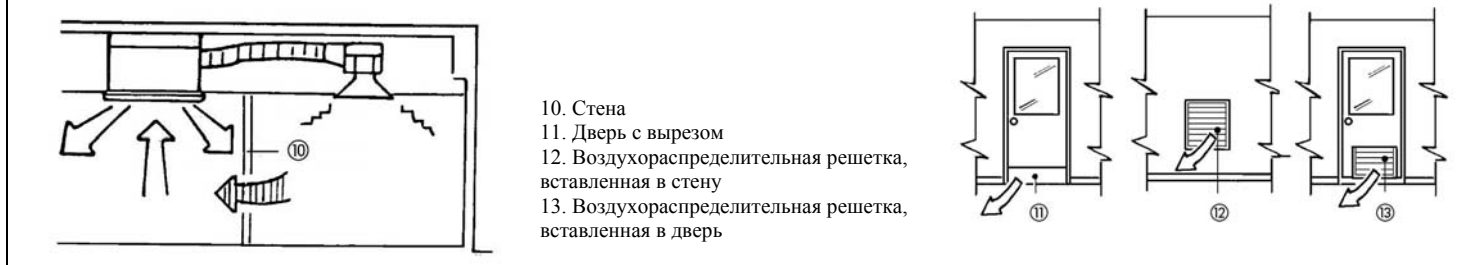 ⑩
10. Стена
11. Дверь с вырезом
12. Воздухораспределительная решетка,
вставленная в стену
13. Воздухораспределительная решетка,
вставленная в дверь
⑪ ⑫ ⑬